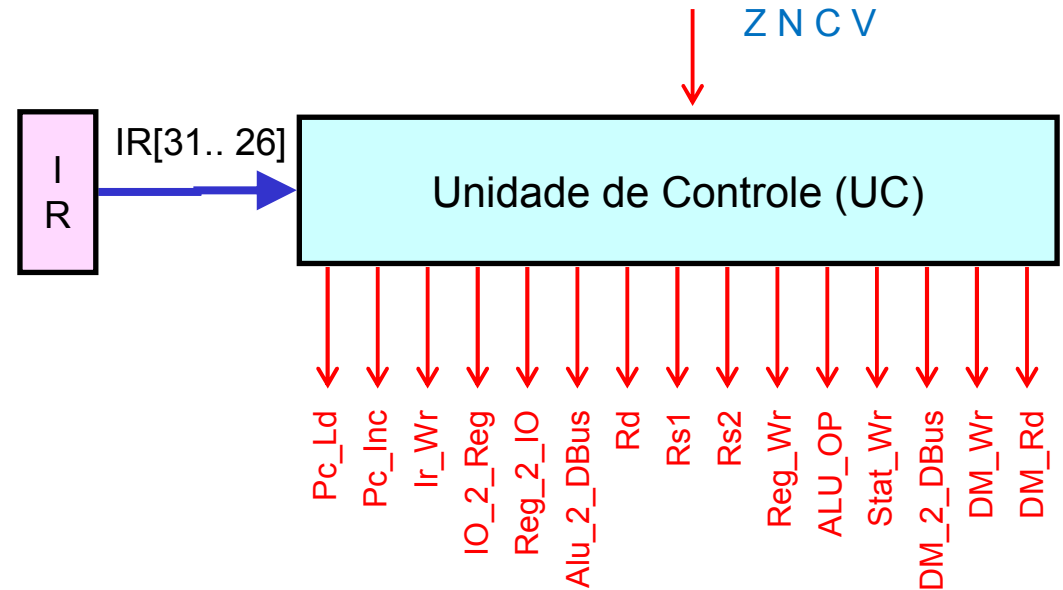 Z N C V
IR[31.. 26]
I
R
Unidade de Controle (UC)
Pc_Ld
Pc_Inc
Ir_Wr
IO_2_Reg
Reg_2_IO
Alu_2_DBus
Rd
Rs1
Rs2
Reg_Wr
ALU_OP
Stat_Wr
DM_2_DBus
DM_Wr
DM_Rd